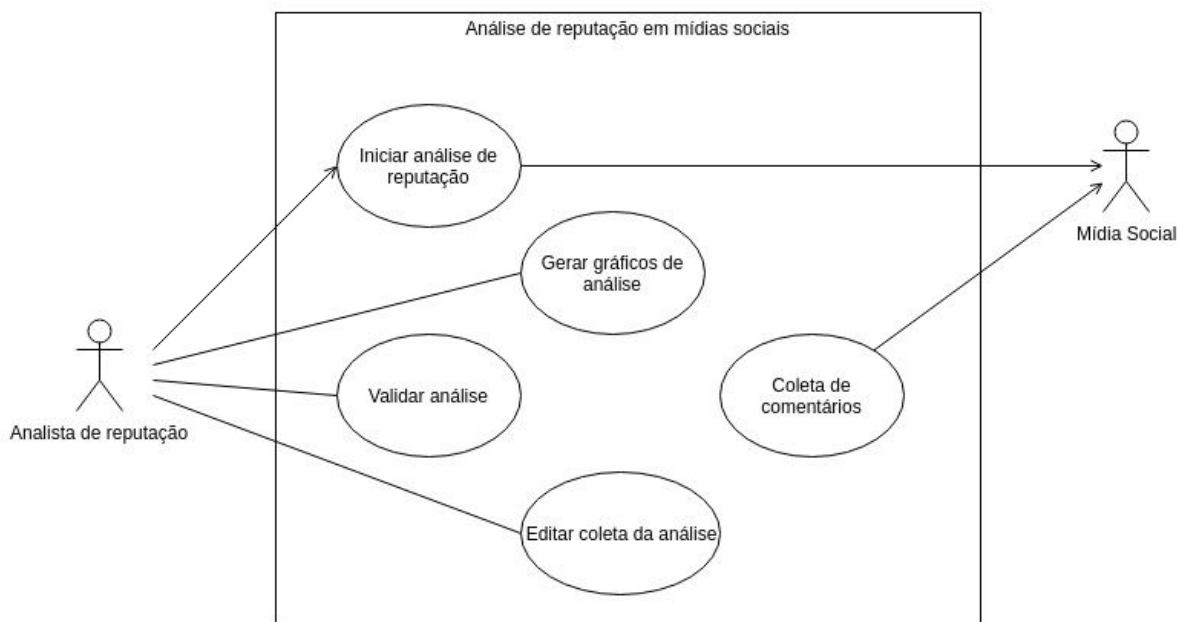 Análise de reputação em mídias sociais
Iniciar análise de
reputação
Mídia Social
Gerar gráficos de
análise
Validar análise
Coleta de
comentários
Analista de reputação
Editar coleta da análise